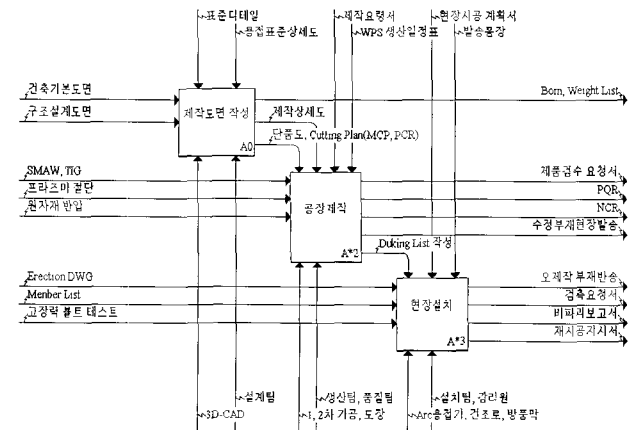 표준디테일
용접표준상세도
제작요령서
WPS 생산일정표
현장시공 계획서
발송통장
건축기본도면
구조설계도면
제작도면 작성
A0
Bom, Weight List
제작상세도
단품도, Cutting Plan(MCP, PCR)
SMAW, TIG
프라즈마 절단
원자재 반입
공장제작
A*2
제품검수 요청서
PQR
NCR
수정부재현장발송
Duking List 작성
Erection DWG
Menber List
고장력 볼트 테스트
현장설치
A*3
오제작 부재반송
검측요청서
비파괴보고서
재시공지시서
설계팀
3D-CAD
생산팀, 품질팀
1, 2차 가공, 도장
설치팀, 감리원
Arc용접기, 건조로, 방풍막